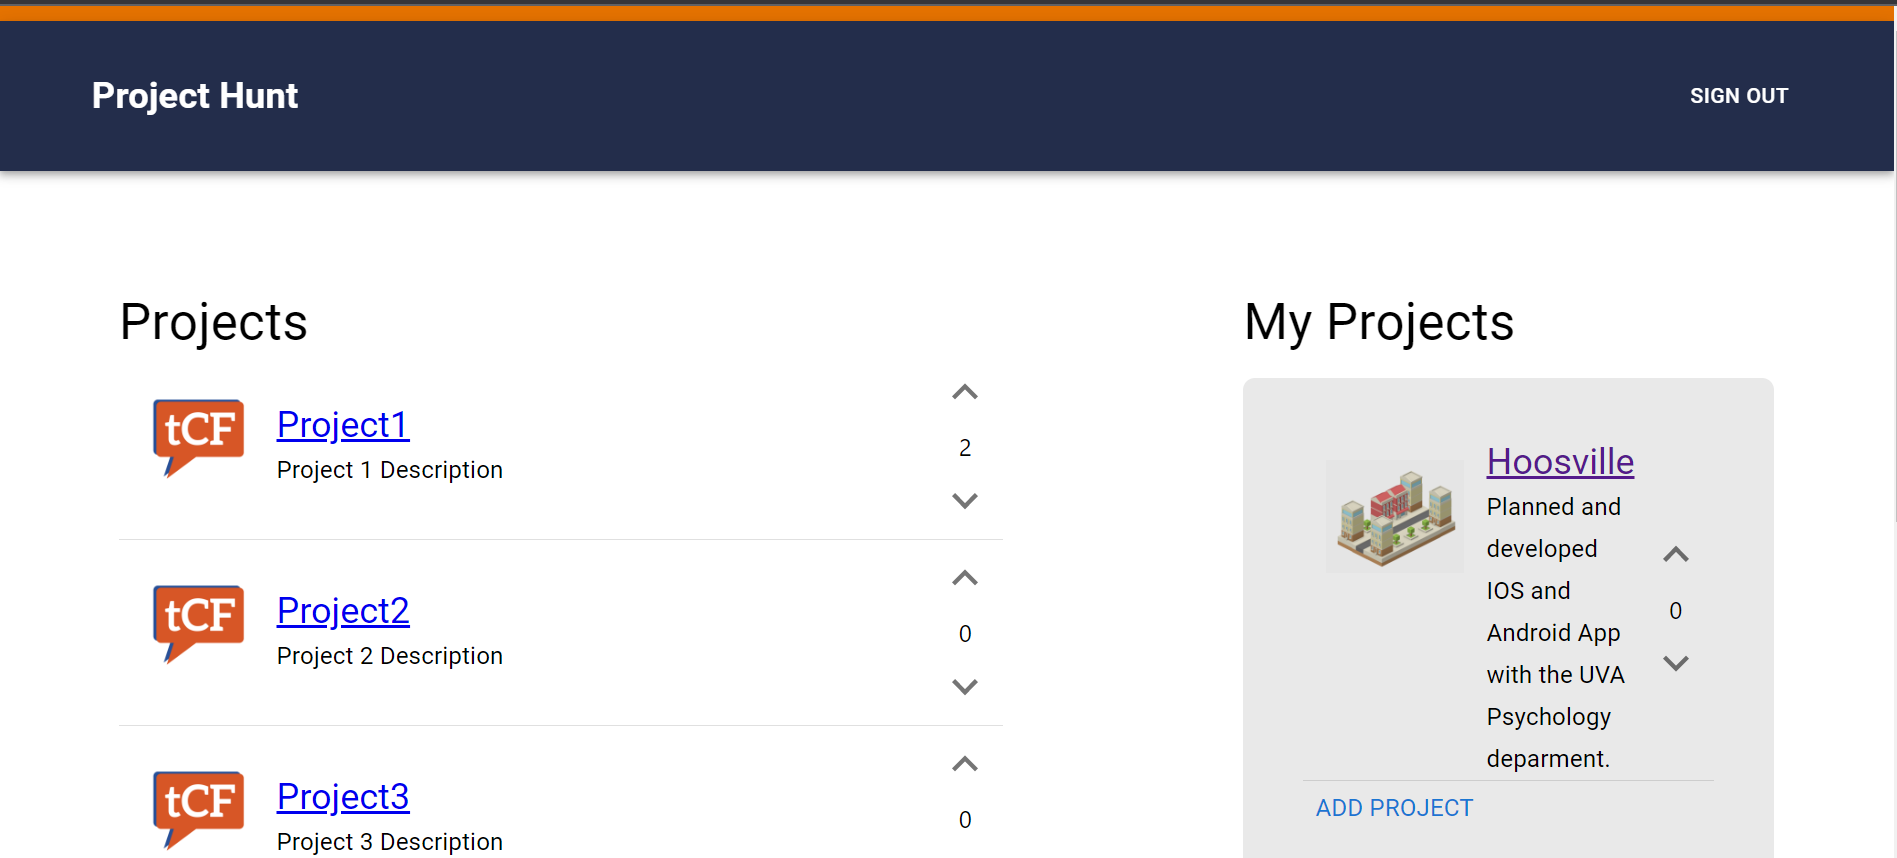 Project Hunt
SIGN OUT
Projects
tCF
Project1
Project 1 Description
2
tCF
Project2
Project 2 Description
0
tCF
Project3
Project 3 Description
0
My Projects
Hoosville
Planned and
developed
IOS and
Android App
with the UVA
Psychology
deparment.
0
ADD PROJECT